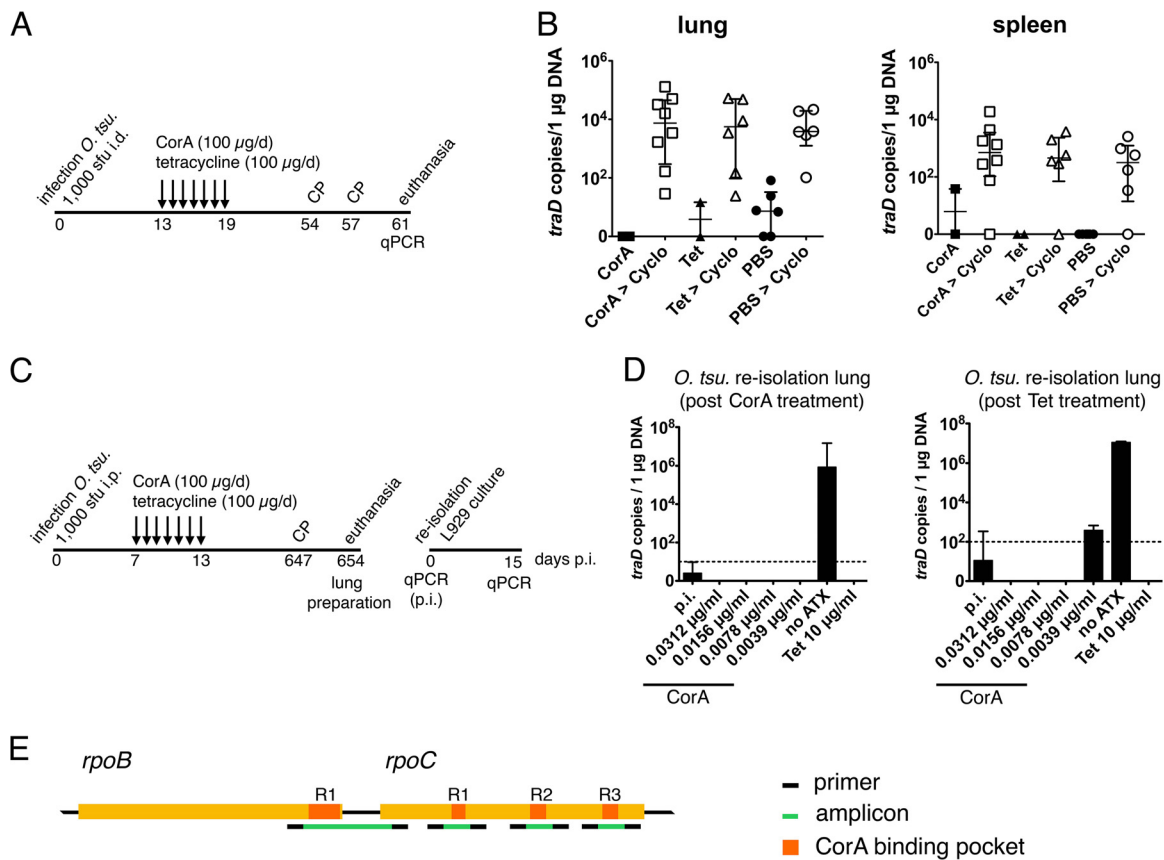 A
infection O. tsu.
1,000 sfu i.d.
CorA (100 µg/d)
tetracycline (100 µg/d)
CP
CP
euthanasia
0
13
19
54
57
61
qPCR
B
lung
traD copies/1 µg DNA
10⁶
10⁴
10²
0
CorA
CorA > Cyclo
Tet
Tet > Cyclo
PBS
PBS > Cyclo
spleen
traD copies/1 µg DNA
10⁶
10⁴
10²
0
CorA
CorA > Cyclo
Tet
Tet > Cyclo
PBS
PBS > Cyclo
C
infection O. tsu.
1,000 sfu i.p.
CorA (100 µg/d)
tetracycline (100 µg/d)
CP
euthanasia
re-isolation
L929 culture
0
7
13
647
654
0
15
days p.i.
lung
preparation
qPCR
(p.i.)
qPCR
D
O. tsu. re-isolation lung
(post CorA treatment)
traD copies / 1 µg DNA
10⁸
10⁶
10⁴
10²
0
p.i.
0.0312 µg/ml
0.0156 µg/ml
0.0078 µg/ml
0.0039 µg/ml
no ATX
Tet 10 µg/ml
CorA
O. tsu. re-isolation lung
(post Tet treatment)
traD copies / 1 µg DNA
10⁸
10⁶
10⁴
10²
0
p.i.
0.0312 µg/ml
0.0156 µg/ml
0.0078 µg/ml
0.0039 µg/ml
no ATX
Tet 10 µg/ml
CorA
E
rpoB
rpoC
R1
R1
R2
R3
primer
amplicon
CorA binding pocket